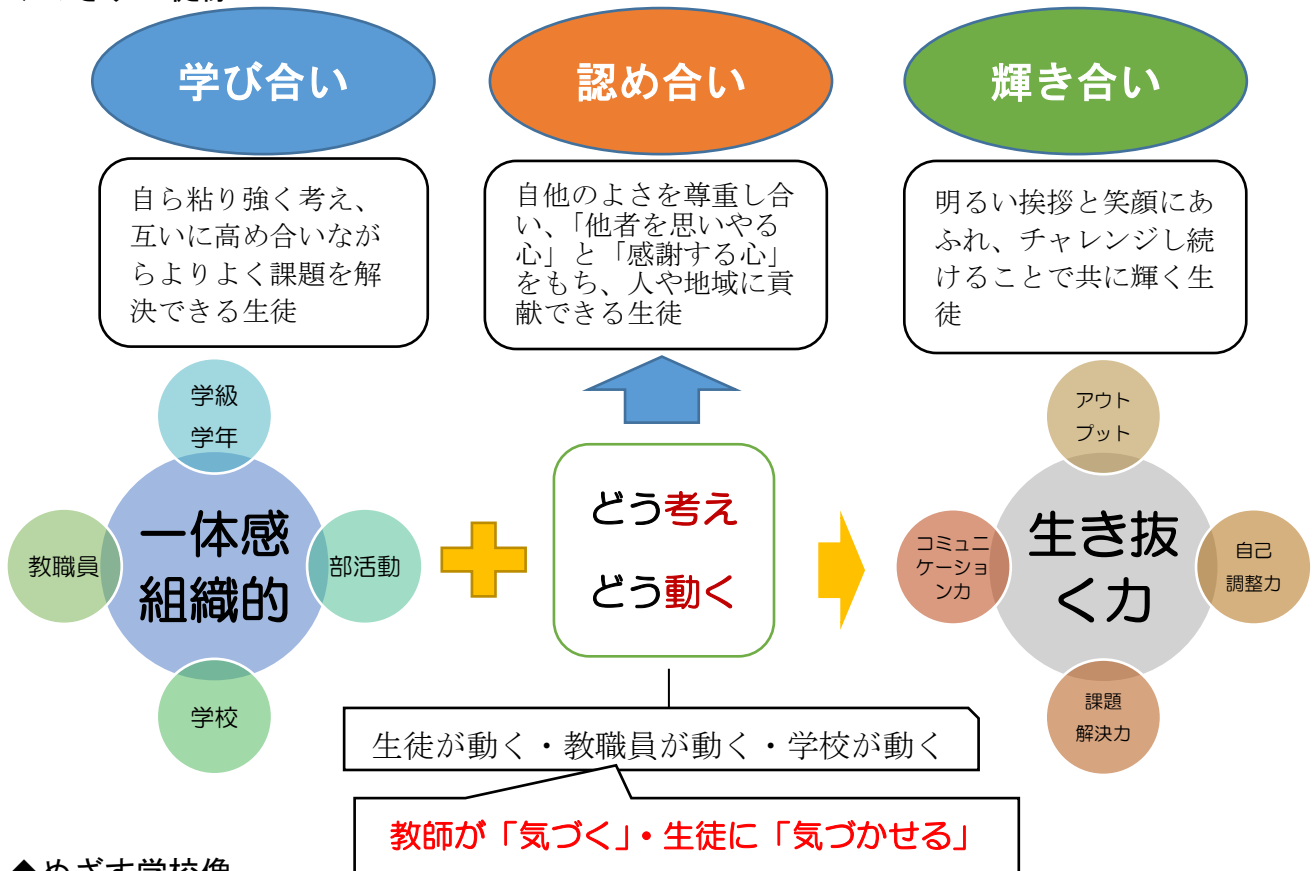 学び合い
認め合い
輝き合い
自ら粘り強く考え、
互いに高め合いなが
らよりよく課題を解
決できる生徒
自他のよさを尊重し合
い、「他者を思いやる
心」と「感謝する心」
をもち、人や地域に貢
献できる生徒
明るい挨拶と笑顔にあ
ふれ、チャレンジし続
けることで共に輝く生
徒
学級
学年
教職員
一体感
組織的
部活動
学校
どう考え
どう動く
アウト
プット
コミュニ
ケーショ
ン力
生き抜
く力
自己
調整力
課題
解決力
生徒が動く・教職員が動く・学校が動く
教師が「気づく」・生徒に「気づかせる」
◆めざす学校像